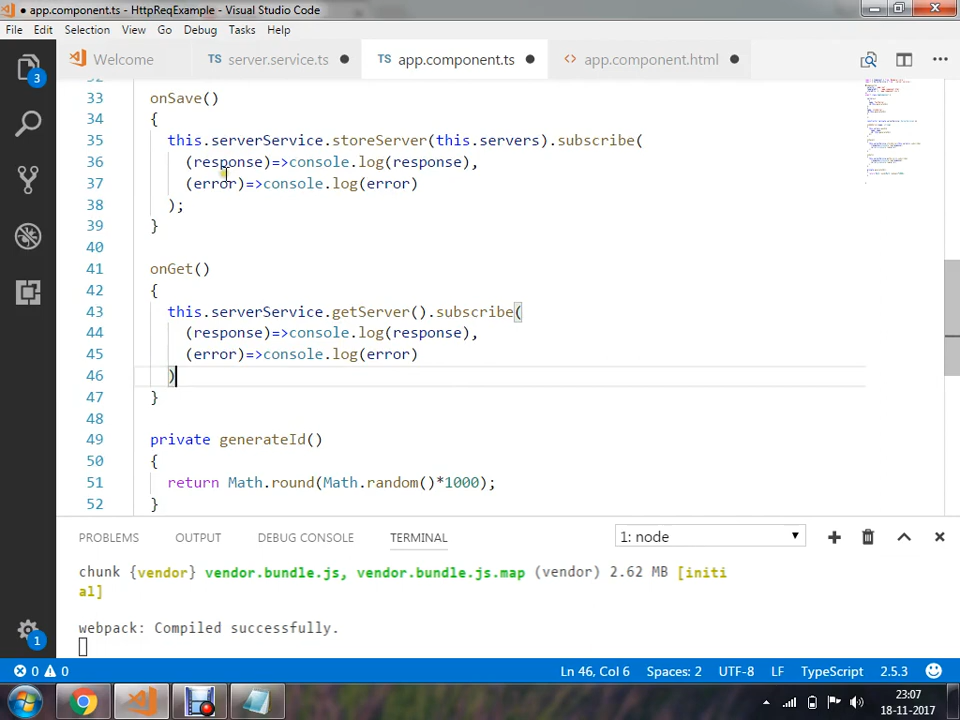 ● app.component.ts - HttpReqExample - Visual Studio Code
File Edit Selection View Go Debug Tasks Help
Welcome TS server.service.ts ● TS app.component.ts ● <> app.component.html ●
3
33 onSave()
34 {
35 this.serverService.storeServer(this.servers).subscribe(
36 (response)=>console.log(response),
37 (error)=>console.log(error)
38 );
39 }
40
41 onGet()
42 {
43 this.serverService.getServer().subscribe(
44 (response)=>console.log(response),
45 (error)=>console.log(error)
46 )
47 }
48
49 private generateId()
50 {
51 return Math.round(Math.random()*1000);
52 }
PROBLEMS OUTPUT DEBUG CONSOLE TERMINAL 1: node
chunk {vendor} vendor.bundle.js, vendor.bundle.js.map (vendor) 2.62 MB [initi
al]
webpack: Compiled successfully.
1
0 0 Ln 46, Col 6 Spaces: 2 UTF-8 LF TypeScript 2.5.3
23:07
18-11-2017